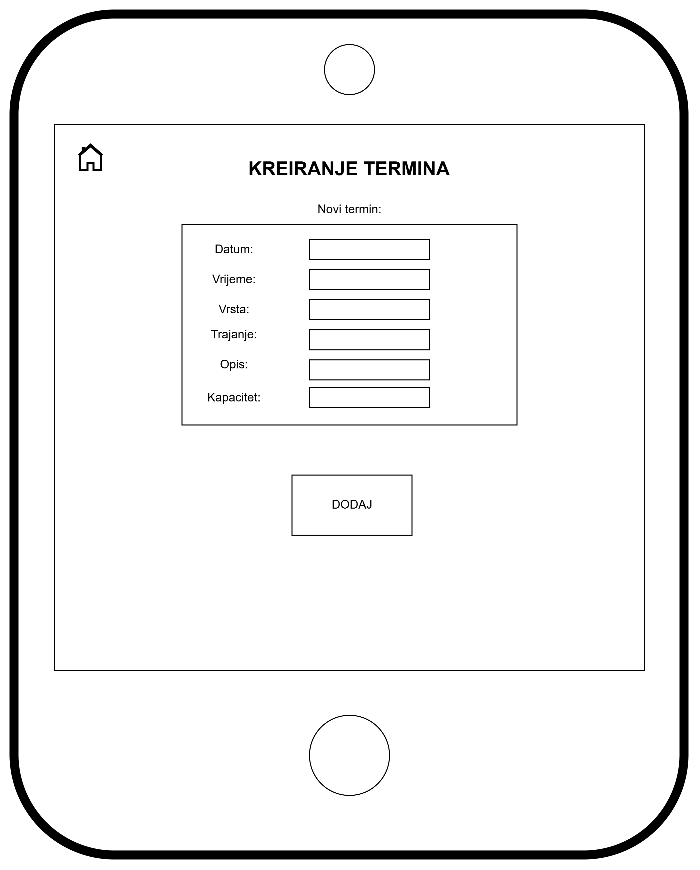 KREIRANJE TERMINA
Novi termin:
Datum:
Vrijeme:
Vrsta:
Trajanje:
Opis:
Kapacitet:
DODAJ